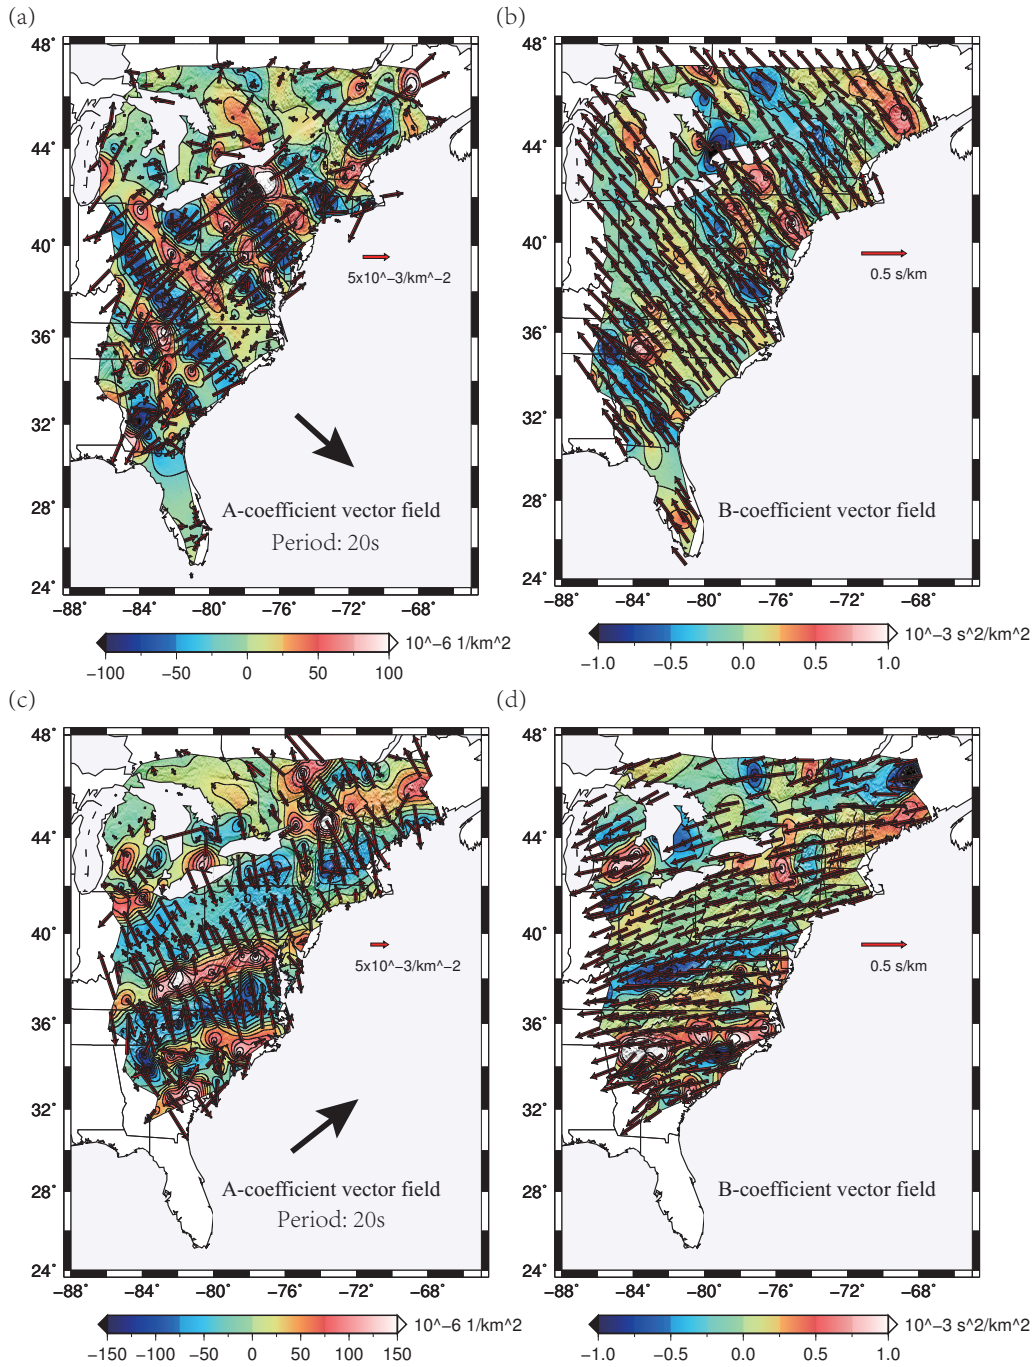 (a)
(b)
48°
44°
40°
36°
32°
28°
24°
−88° −84° −80° −76° −72° −68°
5x10^−3/km^−2
A-coefficient vector field
Period: 20s
10^−6 1/km^2
−100 −50 0 50 100
48°
44°
40°
36°
32°
28°
24°
−88° −84° −80° −76° −72° −68°
0.5 s/km
B-coefficient vector field
10^−3 s^2/km^2
−1.0 −0.5 0.0 0.5 1.0
(c)
(d)
48°
44°
40°
36°
32°
28°
24°
−88° −84° −80° −76° −72° −68°
5x10^−3/km^−2
A-coefficient vector field
Period: 20s
10^−6 1/km^2
−150 −100 −50 0 50 100 150
48°
44°
40°
36°
32°
28°
24°
−88° −84° −80° −76° −72° −68°
0.5 s/km
B-coefficient vector field
10^−3 s^2/km^2
−1.0 −0.5 0.0 0.5 1.0